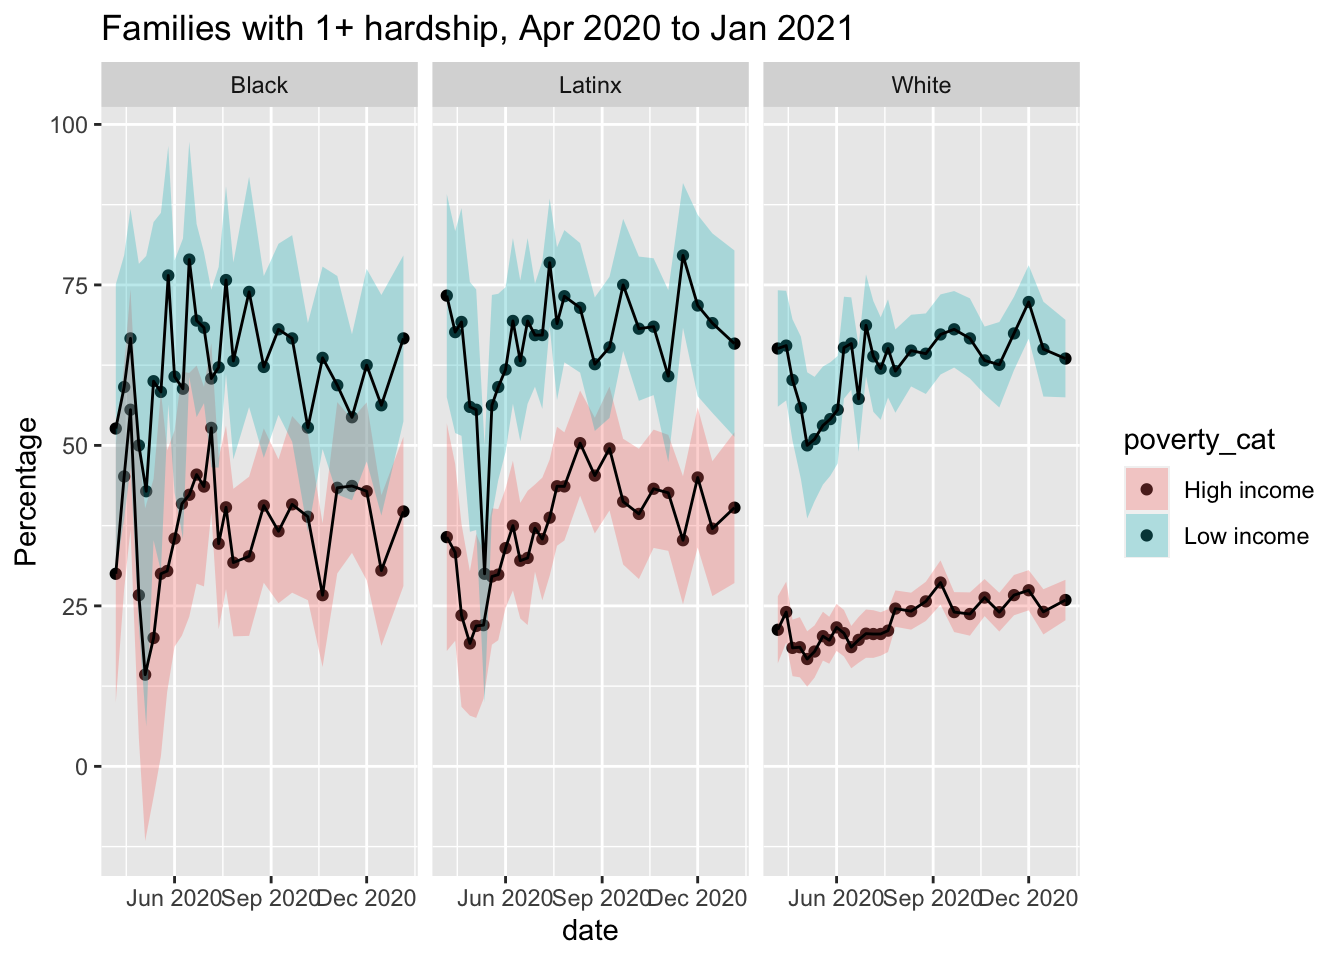 Families with 1+ hardship, Apr 2020 to Jan 2021
Black
Latinx
White
100
75
50
25
0
Percentage
Jun 2020 Sep 2020 Dec 2020
Jun 2020 Sep 2020 Dec 2020
Jun 2020 Sep 2020 Dec 2020
date
poverty_cat
High income
Low income